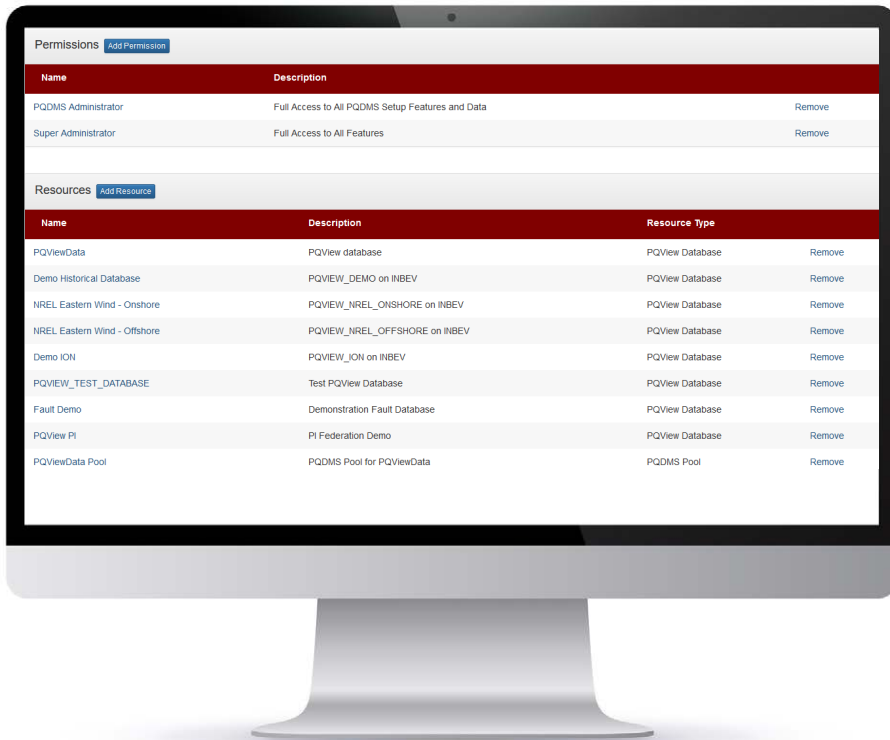 Permissions Add Permission
Name Description
PQDMS Administrator Full Access to All PQDMS Setup Features and Data Remove
Super Administrator Full Access to All Features Remove
Resources Add Resource
Name Description Resource Type
PQViewData PQView database PQView Database Remove
Demo Historical Database PQVIEW_DEMO on INBEV PQView Database Remove
NREL Eastern Wind - Onshore PQVIEW_NREL_ONSHORE on INBEV PQView Database Remove
NREL Eastern Wind - Offshore PQVIEW_NREL_OFFSHORE on INBEV PQView Database Remove
Demo ION PQVIEW_ION on INBEV PQView Database Remove
PQVIEW_TEST_DATABASE Test PQView Database PQView Database Remove
Fault Demo Demonstration Fault Database PQView Database Remove
PQView PI PI Federation Demo PQView Database Remove
PQViewData Pool PQDMS Pool for PQViewData PQDMS Pool Remove